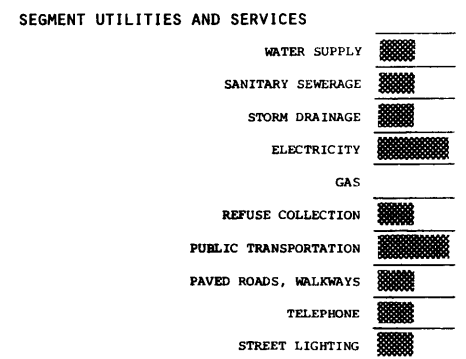 SEGMENT UTILITIES AND SERVICES
WATER SUPPLY
SANITARY SEWERAGE
STORM DRAINAGE
ELECTRICITY
GAS
REFUSE COLLECTION
PUBLIC TRANSPORTATION
PAVED ROADS, WALKWAYS
TELEPHONE
STREET LIGHTING